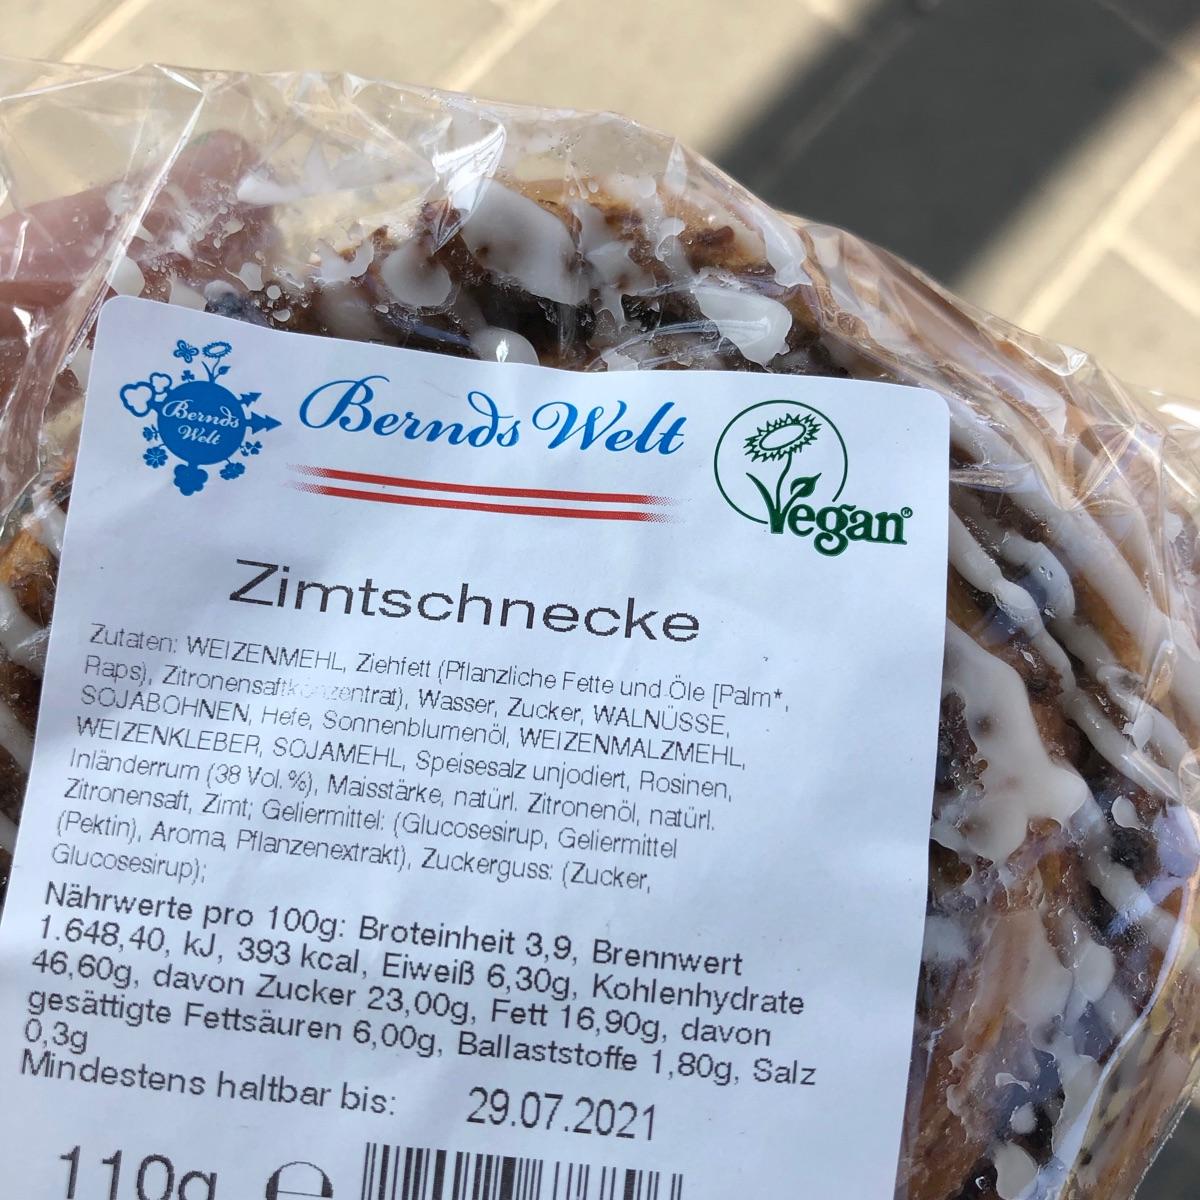 Bernds
Welt
Bernds Welt
Vegan®
Zimtschnecke
Zutaten: WEIZENMEHL, Ziehfett (Pflanzliche Fette und Öle [Palm*,
Raps), Zitronensaftkonzentrat), Wasser, Zucker, WALNÜSSE,
SOJABOHNEN, Hefe, Sonnenblumenöl, WEIZENMALZMEHL,
WEIZENKLEBER, SOJAMEHL, Speisesalz unjodiert, Rosinen,
Inländerrum (38 Vol. %), Maisstärke, natürl. Zitronenöl, natürl.
Zitronensaft, Zimt; Geliermittel: (Glucosesirup, Geliermittel
(Pektin), Aroma, Pflanzenextrakt), Zuckerguss: (Zucker,
Glucosesirup);
Nährwerte pro 100g: Broteinheit 3,9, Brennwert
1.648,40, kJ, 393 kcal, Eiweiß 6,30g, Kohlenhydrate
46,60g, davon Zucker 23,00g, Fett 16,90g, davon
gesättigte Fettsäuren 6,00g, Ballaststoffe 1,80g, Salz
0,3g
Mindestens haltbar bis: 29.07.2021
110g e